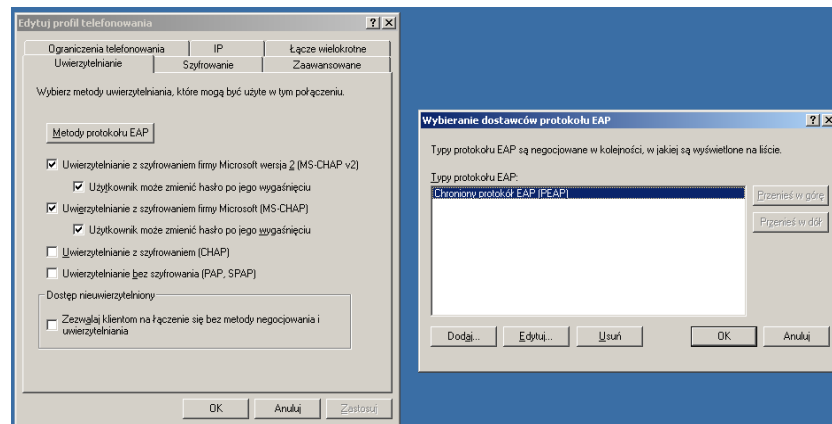 Edytuj profil telefonowania
Ograniczenia telefonowania
IP
Łącze wielokrotne
Uwierzytelnianie
Szyfrowanie
Zaawansowane
Wybierz metody uwierzytelniania, które mogą być użyte w tym połączeniu.
Metody protokołu EAP
Uwierzytelnianie z szyfrowaniem firmy Microsoft wersja 2 (MS-CHAP v2)
Użytkownik może zmienić hasło po jego wygaśnięciu
Uwierzytelnianie z szyfrowaniem firmy Microsoft (MS-CHAP)
Użytkownik może zmienić hasło po jego wygaśnięciu
Uwierzytelnianie z szyfrowaniem (CHAP)
Uwierzytelnianie bez szyfrowania (PAP, SPAP)
Dostęp nieuwierzytelniony
Zezwalaj klientom na łączenie się bez metody negocjowania i
uwierzytelniania
OK
Anuluj
Zastosuj
Wybieranie dostawców protokołu EAP
Typy protokołu EAP są negocjowane w kolejności, w jakiej są wyświetlone na liście.
Typy protokołu EAP:
Chroniony protokół EAP (PEAP)
Przenieś w górę
Przenieś w dół
Dodaj...
Edytuj...
Usuń
OK
Anuluj